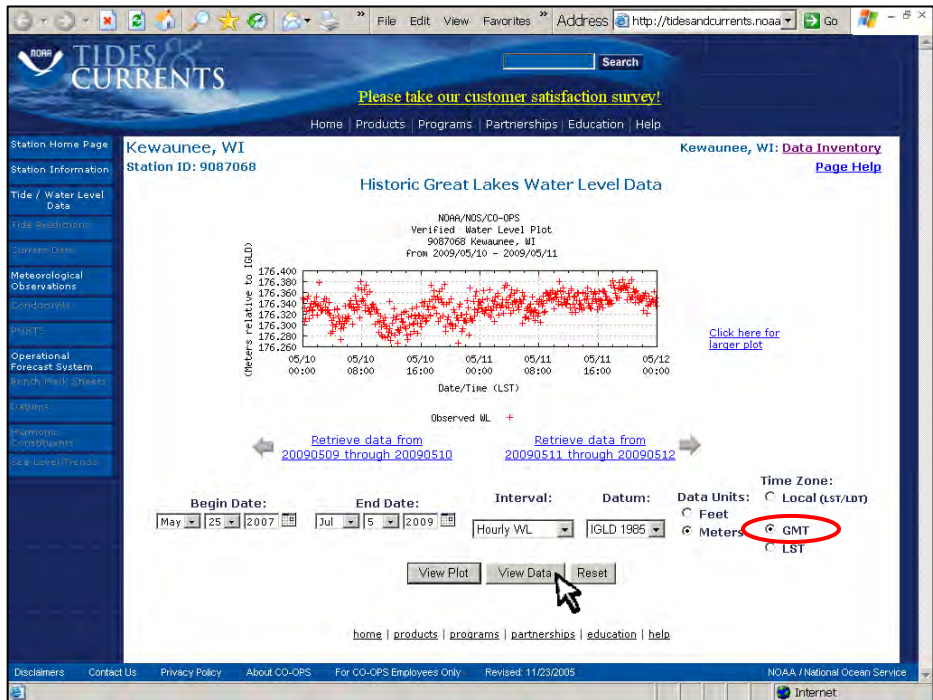 File Edit View Favorites » Address http://tidesandcurrents.noaa Go
NOAA TIDES & CURRENTS
Search
Please take our customer satisfaction survey!
Home | Products | Programs | Partnerships | Education | Help
Station Home Page
Station Information
Tide / Water Level
Data
Tide Predictions
Meteorological
Observations
Conductivity
PORTS
Operational
Forecast System
Bench Mark Sheets
Datums
Harmonic
Constituents
Sea Level Trends
Kewaunee, WI
Station ID: 9087068
Kewaunee, WI: Data Inventory
Page Help
Historic Great Lakes Water Level Data
NOAA/NOS/CO-OPS
Verified Water Level Plot
9087068 Kewaunee, WI
from 2009/05/10 - 2009/05/11
(Meters relative to IGLD)
176.400
176.380
176.360
176.340
176.320
176.300
176.280
176.260
05/10 05/10 05/10 05/11 05/11 05/11 05/12
00:00 08:00 16:00 00:00 08:00 16:00 00:00
Date/Time (LST)
Observed WL +
Click here for
larger plot
Retrieve data from
20090509 through 20090510
Retrieve data from
20090511 through 20090512
Begin Date:
May 25 2007
End Date:
Jul 5 2009
Interval:
Hourly WL
Datum:
IGLD 1985
Data Units:
Feet
Meters
Time Zone:
Local (LST/LDT)
GMT
LST
View Plot View Data Reset
home | products | programs | partnerships | education | help
Disclaimers Contact Us Privacy Policy About CO-OPS For CO-OPS Employees Only Revised: 11/23/2005 NOAA / National Ocean Service
Internet